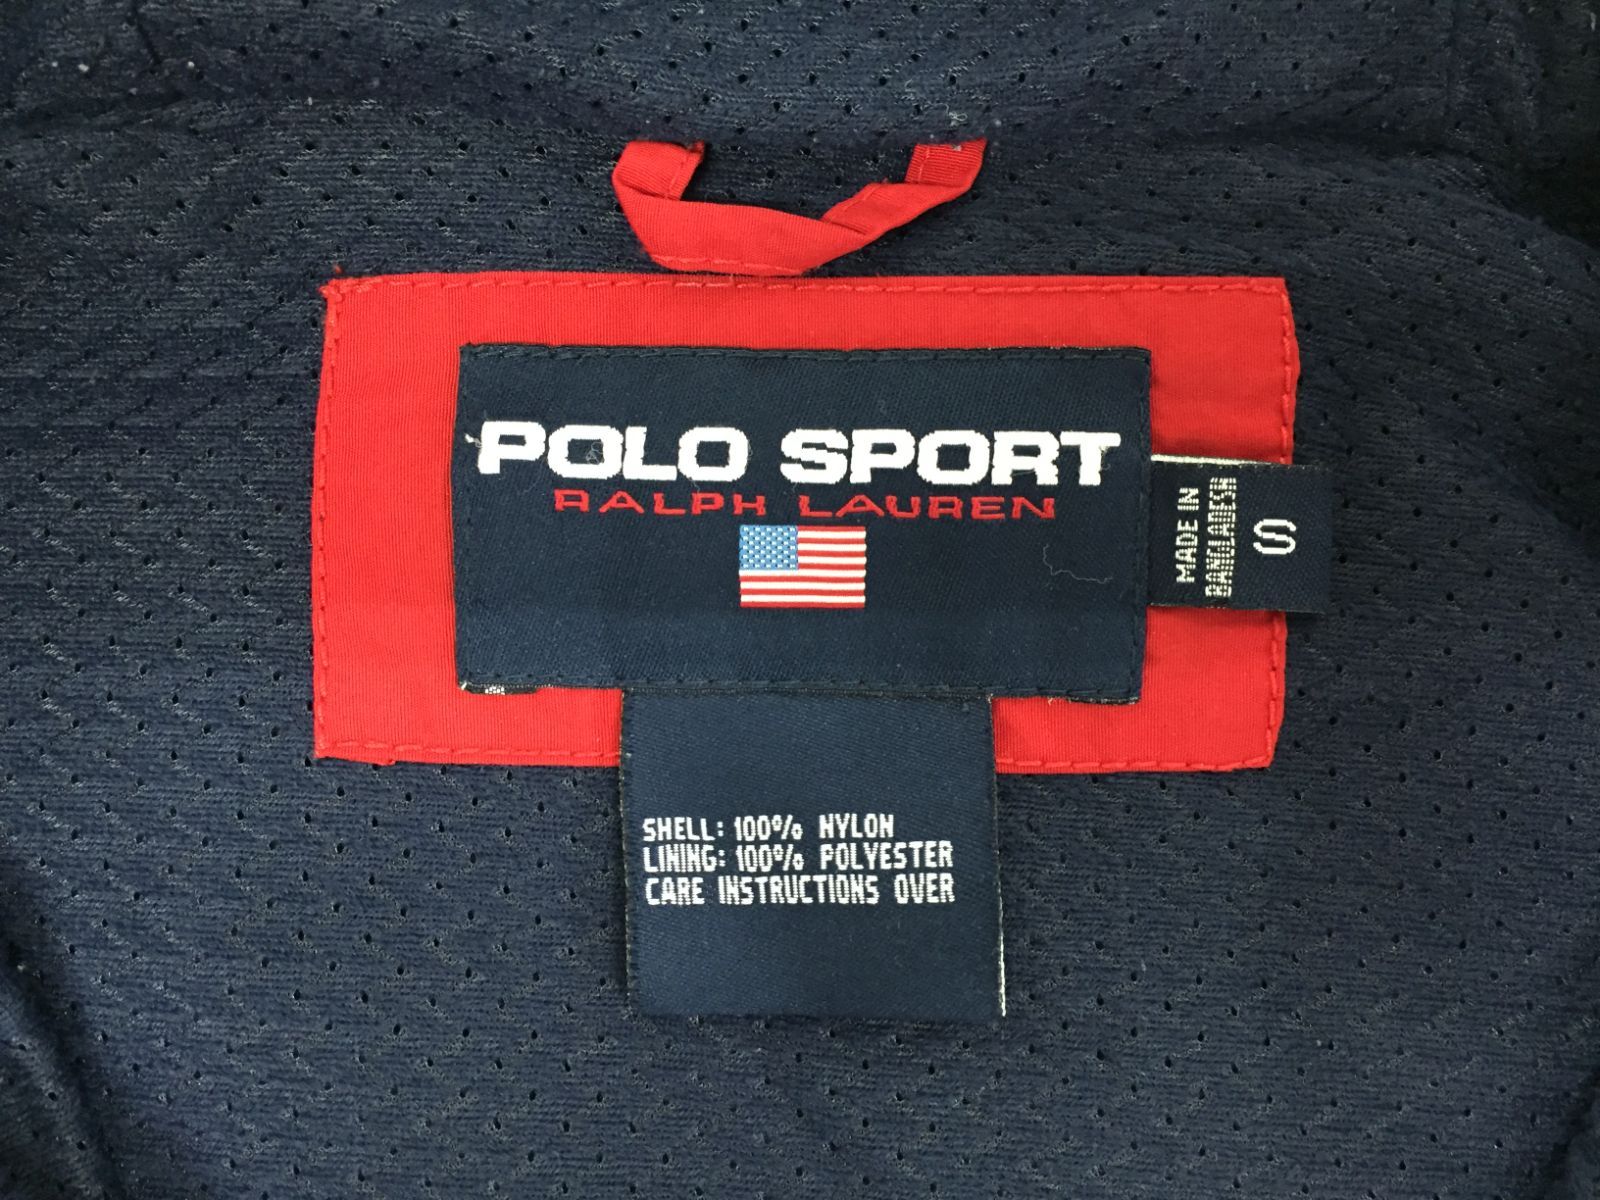 POLO SPORT
RALPH LAUREN
MADE IN
BANGLADESH
S
SHELL: 100% NYLON
LINING: 100% POLYESTER
CARE INSTRUCTIONS OVER